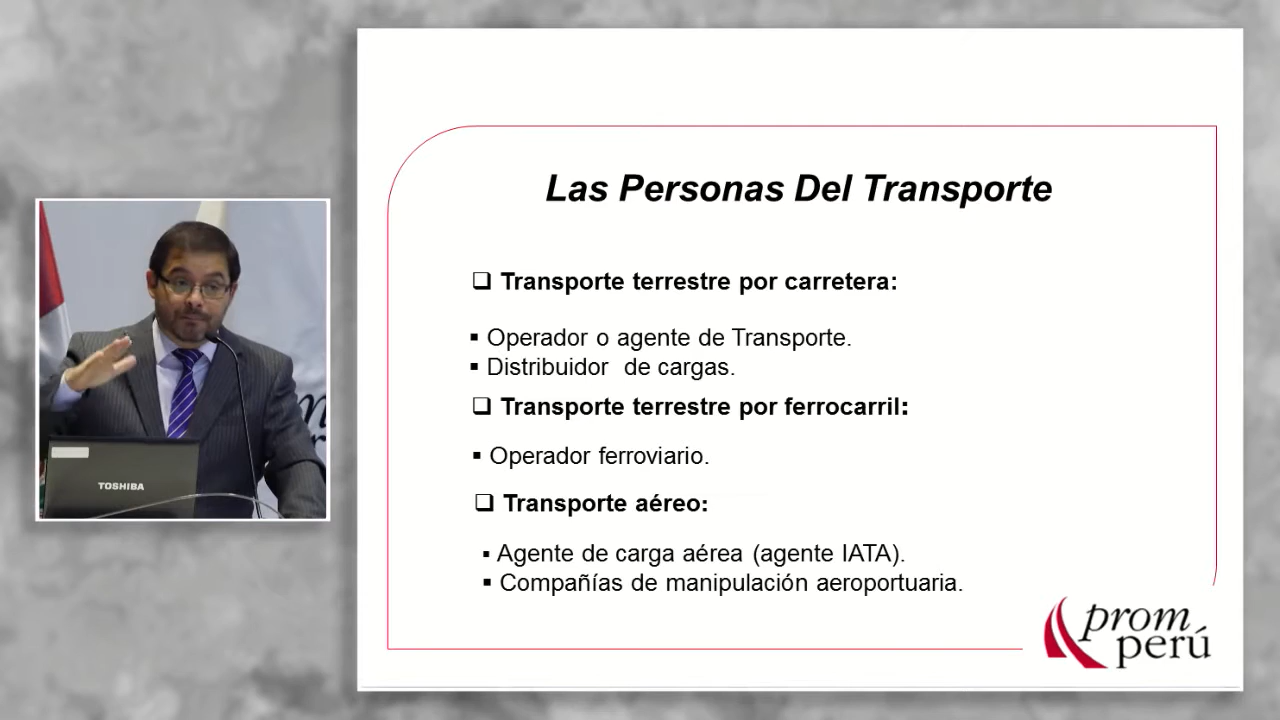 Las Personas Del Transporte
❑ Transporte terrestre por carretera:
▪ Operador o agente de Transporte.
▪ Distribuidor de cargas.
❑ Transporte terrestre por ferrocarril:
▪ Operador ferroviario.
❑ Transporte aéreo:
▪ Agente de carga aérea (agente IATA).
▪ Compañías de manipulación aeroportuaria.
prom
perú
TOSHIBA